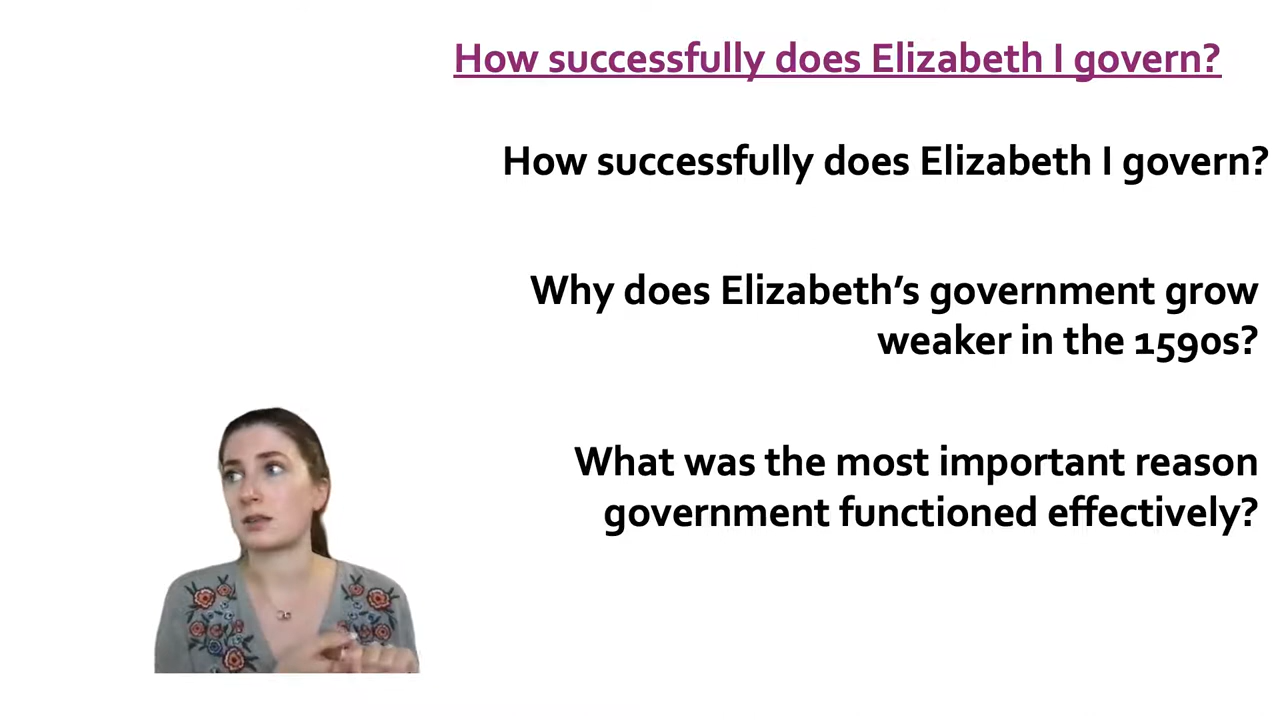 How successfully does Elizabeth I govern?
How successfully does Elizabeth I govern?
Why does Elizabeth’s government grow
weaker in the 1590s?
What was the most important reason
government functioned effectively?